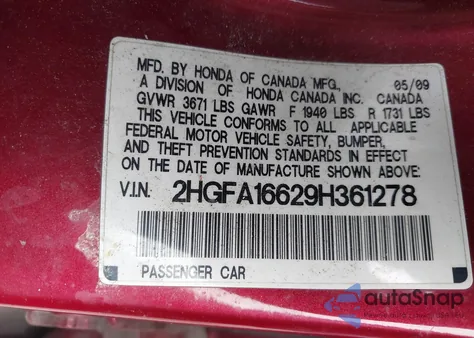 MFD. BY HONDA OF CANADA MFG., 05/09
A DIVISION OF HONDA CANADA INC. CANADA
GVWR 3671 LBS GAWR F 1940 LBS R 1731 LBS
THIS VEHICLE CONFORMS TO ALL APPLICABLE
FEDERAL MOTOR VEHICLE SAFETY, BUMPER,
AND THEFT PREVENTION STANDARDS IN EFFECT
ON THE DATE OF MANUFACTURE SHOWN ABOVE:
V.I.N: 2HGFA16629H361278
PASSENGER CAR
autoSnap